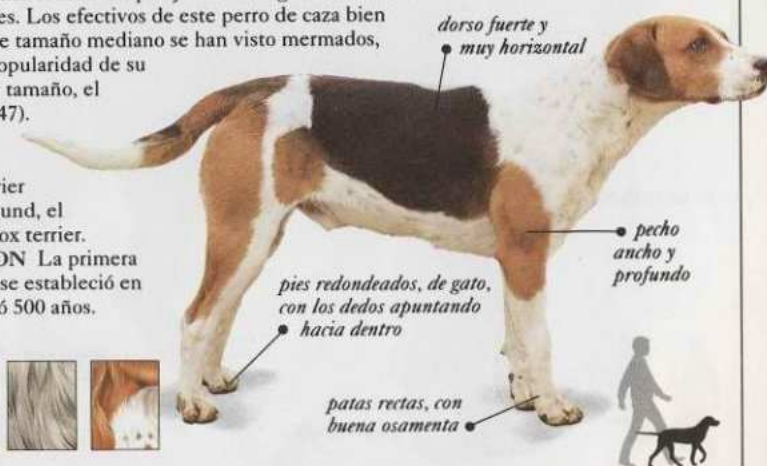 es. Los efectivos de este perro de caza bien
e tamaño mediano se han visto mermados,
opularidad de su
tamaño, el
47).
ier
und, el
ox terrier.
ON La primera
se estableció en
ó 500 años.
dorso fuerte y
muy horizontal
pecho
ancho y
profundo
pies redondeados, de gato,
con los dedos apuntando
hacia dentro
patas rectas, con
buena osamenta